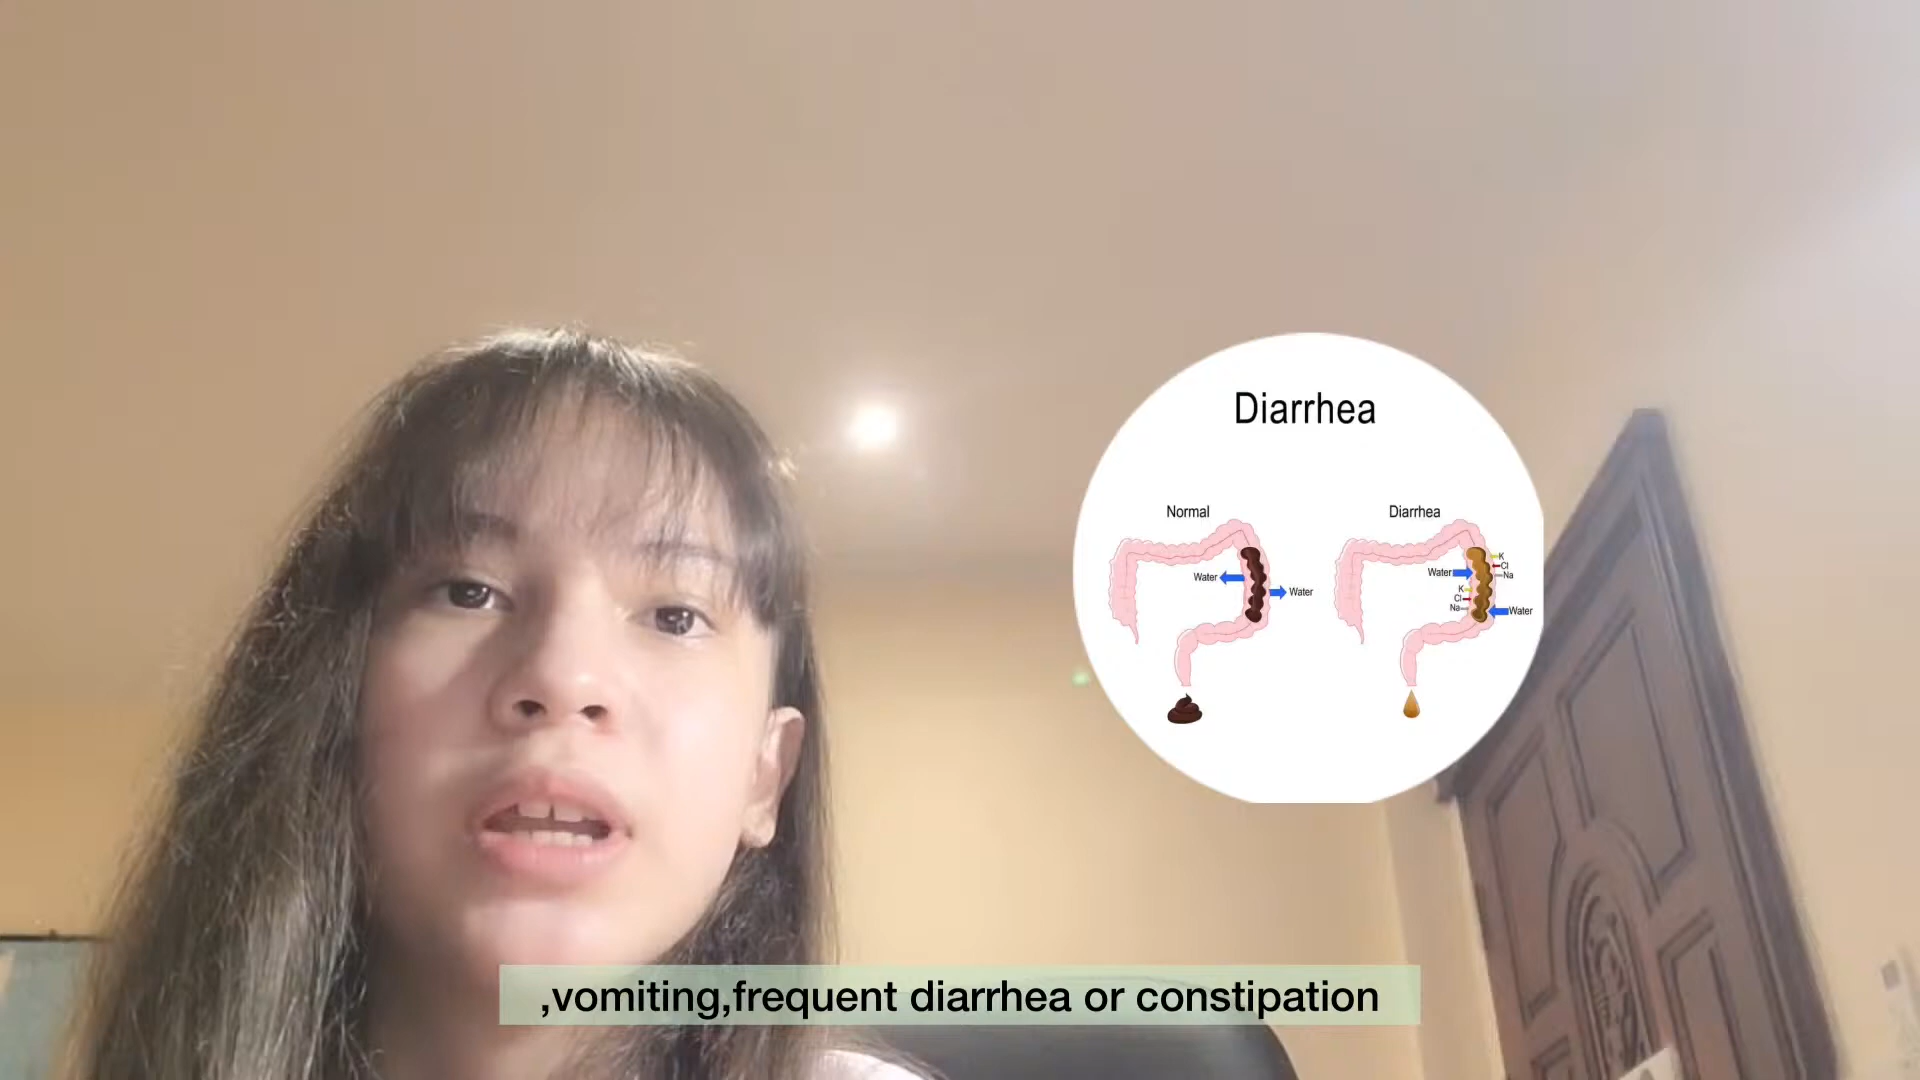 Diarrhea
Normal
Diarrhea
Water
Water
Water
K
Cl
Na
K
Cl
Na
Water
,vomiting,frequent diarrhea or constipation